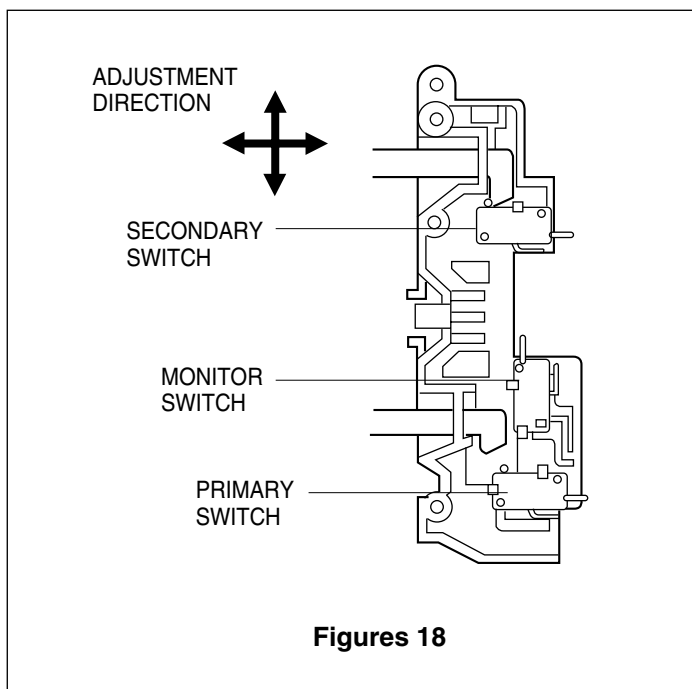 ADJUSTMENT
DIRECTION
SECONDARY
SWITCH
MONITOR
SWITCH
PRIMARY
SWITCH
Figures 18